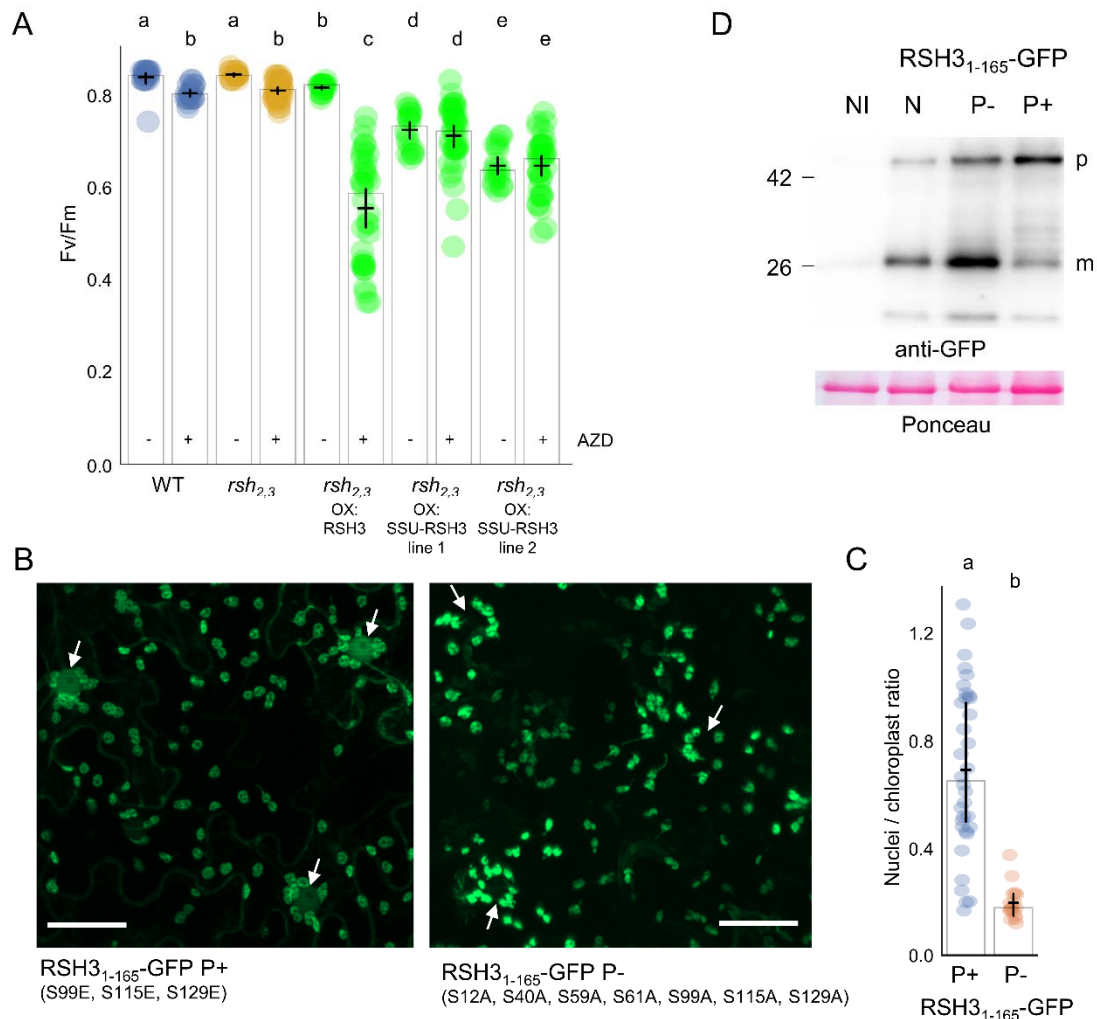 A
a b a b b c d d e e
0.8
0.6
0.4
0.2
0.0
Fv/Fm
- + - + - + - + - + AZD
WT rsh2,3 rsh2,3 rsh2,3 rsh2,3
OX: OX: OX:
RSH3 SSU-RSH3 SSU-RSH3
line 1 line 2
B
RSH31-165-GFP P+
(S99E, S115E, S129E)
RSH31-165-GFP P-
(S12A, S40A, S59A, S61A, S99A, S115A, S129A)
C
a b
1.2
0.8
0.4
0.0
Nuclei / chloroplast ratio
P+ P-
RSH31-165-GFP
D
RSH31-165-GFP
NI N P- P+
42
p
26
m
anti-GFP
Ponceau